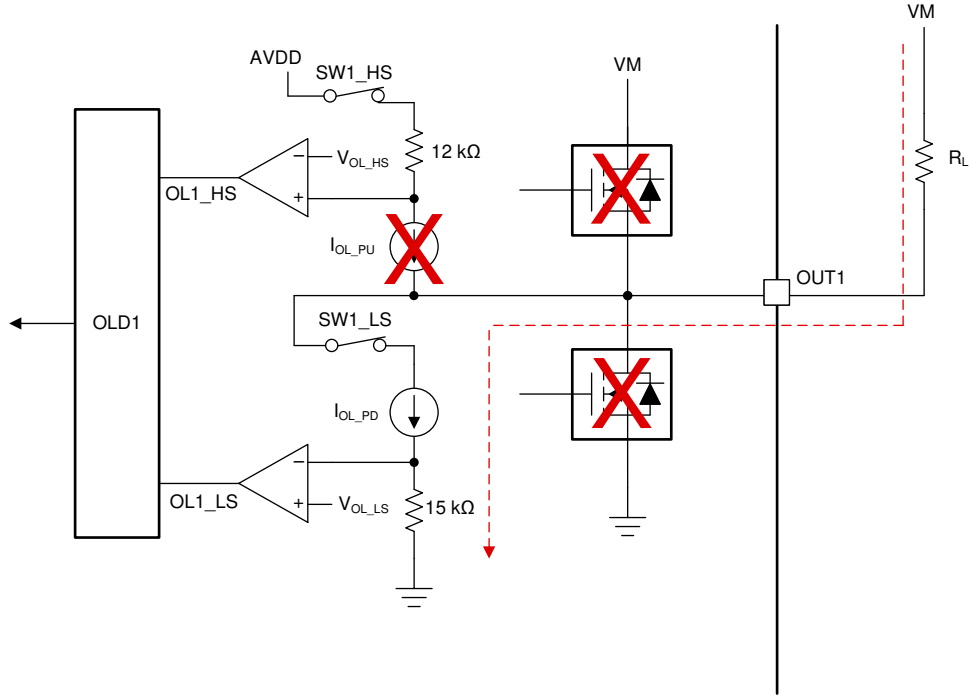 VM
AVDD
SW1_HS
VM
12 kΩ
V_OL_HS
R_L
OL1_HS
I_OL_PU
OUT1
SW1_LS
OLD1
I_OL_PD
OL1_LS
V_OL_LS
15 kΩ